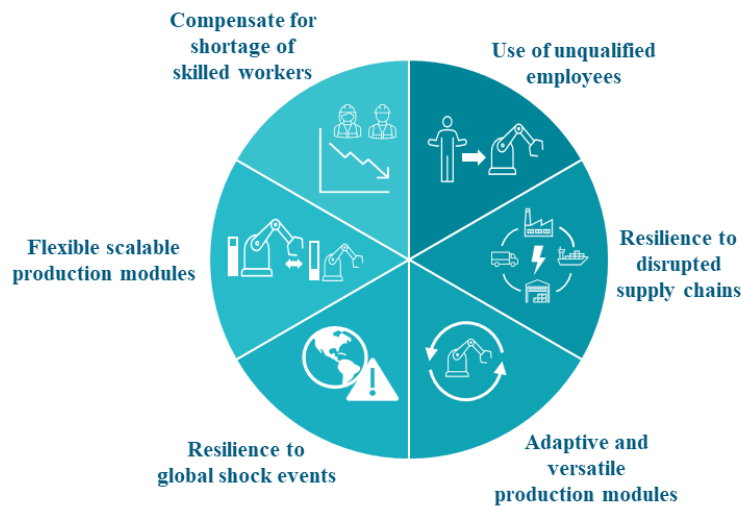 Compensate for
shortage of
skilled workers
Use of unqualified
employees
Flexible scalable
production modules
Resilience to
disrupted
supply chains
Resilience to
global shock events
Adaptive and
versatile
production modules